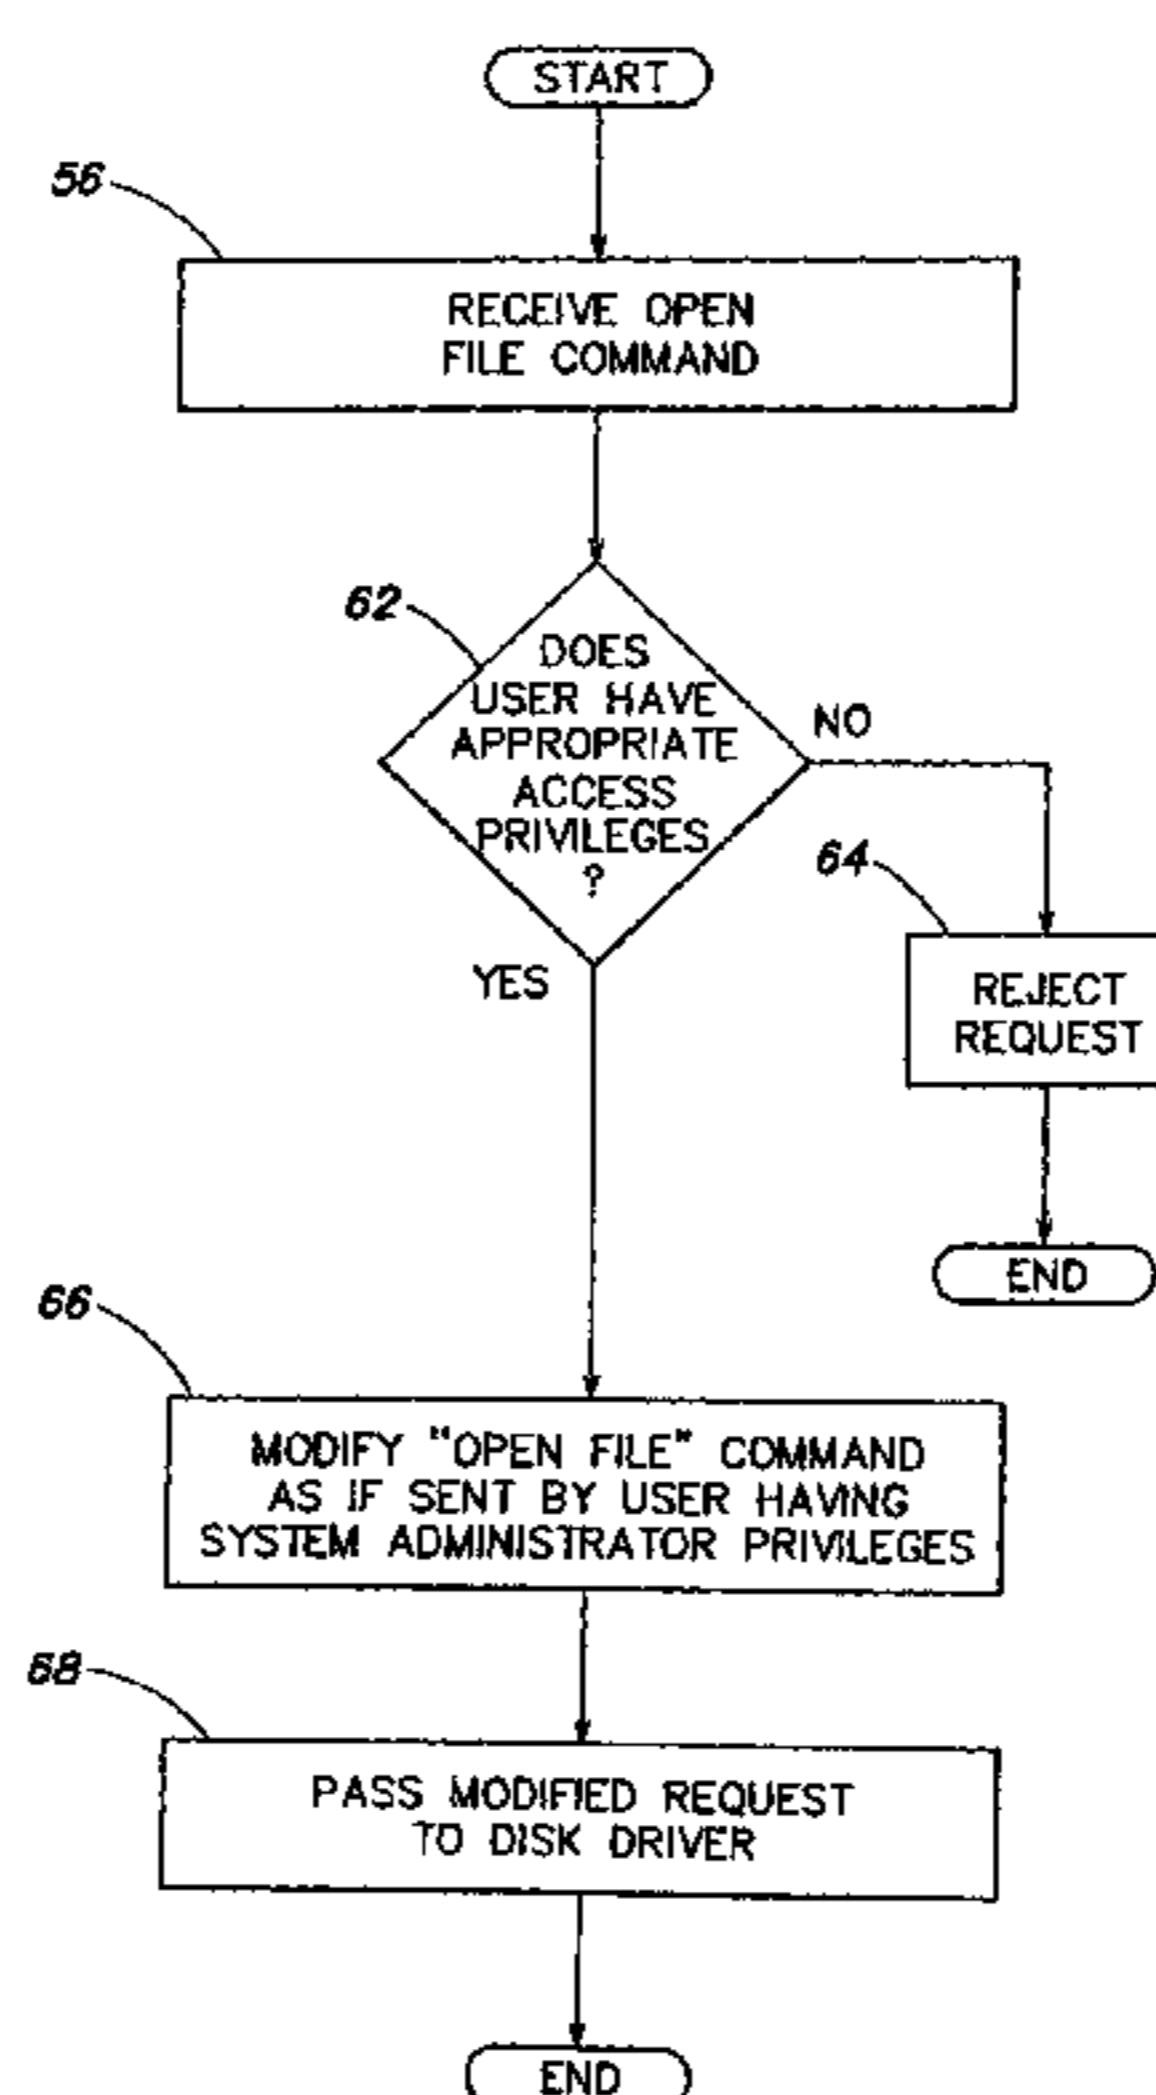 START
56
RECEIVE OPEN
FILE COMMAND
62
DOES
USER HAVE
APPROPRIATE
ACCESS
PRIVILEGES
?
NO
YES
64
REJECT
REQUEST
END
66
MODIFY "OPEN FILE" COMMAND
AS IF SENT BY USER HAVING
SYSTEM ADMINISTRATOR PRIVILEGES
68
PASS MODIFIED REQUEST
TO DISK DRIVER
END